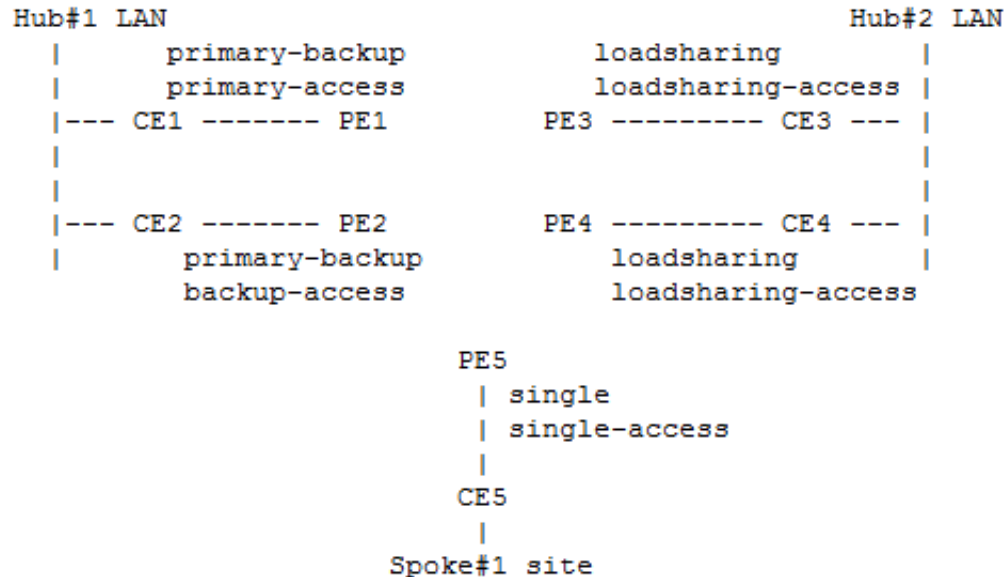 Hub#1 LAN                                        Hub#2 LAN
  |      primary-backup           loadsharing        |
  |      primary-access           loadsharing-access |
  |--- CE1 ------- PE1         PE3 --------- CE3 --- |
  |                                                  |
  |                                                  |
  |--- CE2 ------- PE2         PE4 --------- CE4 --- |
  |       primary-backup           loadsharing       |
          backup-access            loadsharing-access

                          PE5
                           | single
                           | single-access
                           |
                          CE5
                           |
                      Spoke#1 site